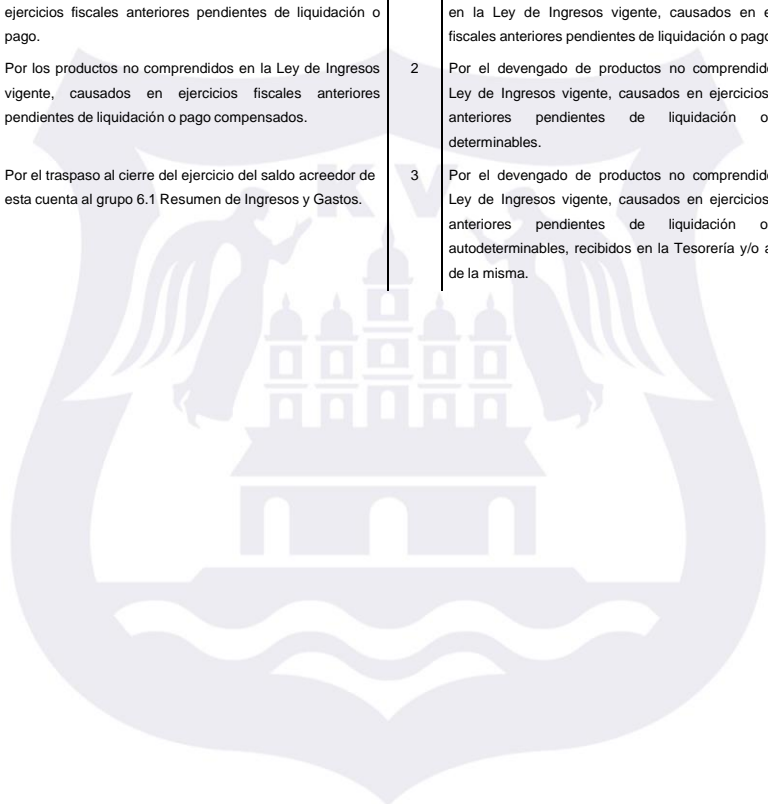 ejercicios fiscales anteriores pendientes de liquidación o
pago.
Por los productos no comprendidos en la Ley de Ingresos
vigente, causados en ejercicios fiscales anteriores
pendientes de liquidación o pago compensados.
Por el traspaso al cierre del ejercicio del saldo acreedor de
esta cuenta al grupo 6.1 Resumen de Ingresos y Gastos.
en la Ley de Ingresos vigente, causados en e
fiscales anteriores pendientes de liquidación o pago
2 Por el devengado de productos no comprendid
Ley de Ingresos vigente, causados en ejercicios
anteriores pendientes de liquidación o
determinables.
3 Por el devengado de productos no comprendid
Ley de Ingresos vigente, causados en ejercicios
anteriores pendientes de liquidación o
autodeterminables, recibidos en la Tesorería y/o a
de la misma.
K V